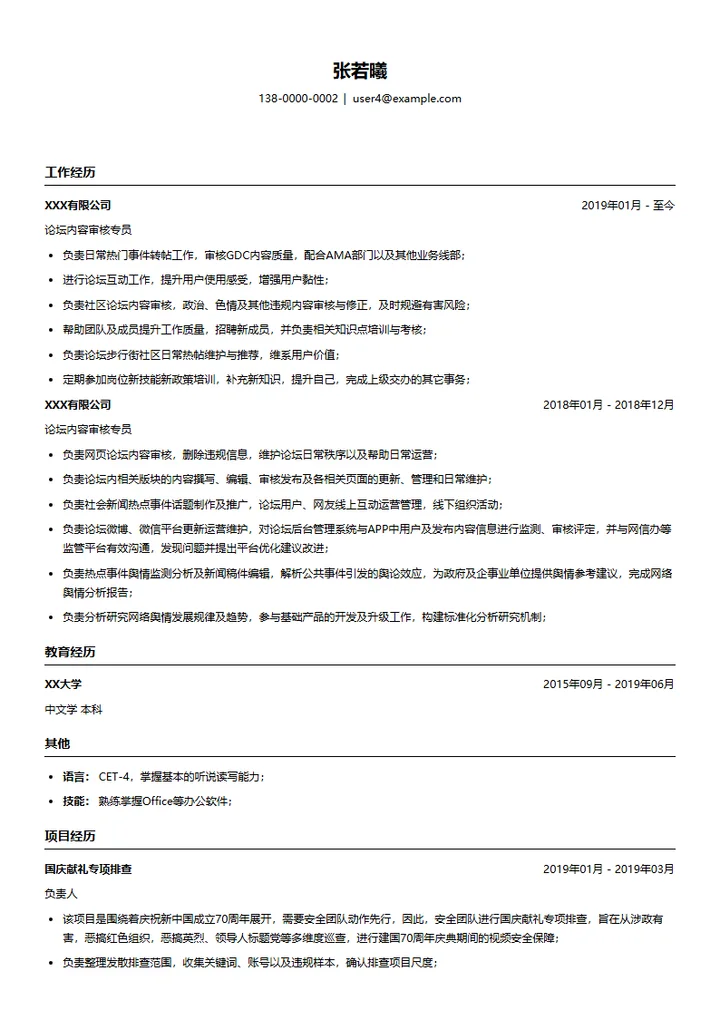 张若曦
138-0000-0002 | user4@example.com
工作经历
XXX有限公司 2019年01月 - 至今
论坛内容审核专员
• 负责日常热门事件转帖工作，审核GDC内容质量，配合AMA部门以及其他业务线部；
• 进行论坛互动工作，提升用户使用感受，增强用户黏性；
• 负责社区论坛内容审核，政治、色情及其他违规内容审核与修正，及时规避有害风险；
• 帮助团队及成员提升工作质量，招聘新成员，并负责相关知识点培训与考核；
• 负责论坛步行街社区日常热帖维护与推荐，维系用户价值；
• 定期参加岗位新技能新政策培训，补充新知识，提升自己，完成上级交办的其它事务；
XXX有限公司 2018年01月 - 2018年12月
论坛内容审核专员
• 负责网页论坛内容审核，删除违规信息，维护论坛日常秩序以及帮助日常运营；
• 负责论坛内相关版块的内容撰写、编辑、审核发布及各相关页面的更新、管理和日常维护；
• 负责社会新闻热点事件话题制作及推广，论坛用户、网友线上互动运营管理，线下组织活动；
• 负责论坛微博、微信平台更新运营维护，对论坛后台管理系统与APP中用户及发布内容信息进行监测、审核评定，并与网信办等
监管平台有效沟通，发现问题并提出平台优化建议改进；
• 负责热点事件舆情监测分析及新闻稿件编辑，解析公共事件引发的舆论效应，为政府及企事业单位提供舆情参考建议，完成网络
舆情分析报告；
• 负责分析研究网络舆情发展规律及趋势，参与基础产品的开发及升级工作，构建标准化分析研究机制；
教育经历
XX大学 2015年09月 - 2019年06月
中文学 本科
其他
• 语言： CET-4，掌握基本的听说读写能力；
• 技能： 熟练掌握Office等办公软件；
项目经历
国庆献礼专项排查 2019年01月 - 2019年03月
负责人
• 该项目是围绕着庆祝新中国成立70周年展开，需要安全团队动作先行，因此，安全团队进行国庆献礼专项排查，旨在从涉政有
害，恶搞红色组织，恶搞英烈、领导人标题党等多维度巡查，进行建国70周年庆典期间的视频安全保障；
• 负责整理发散排查范围，收集关键词、账号以及违规样本，确认排查项目尺度；